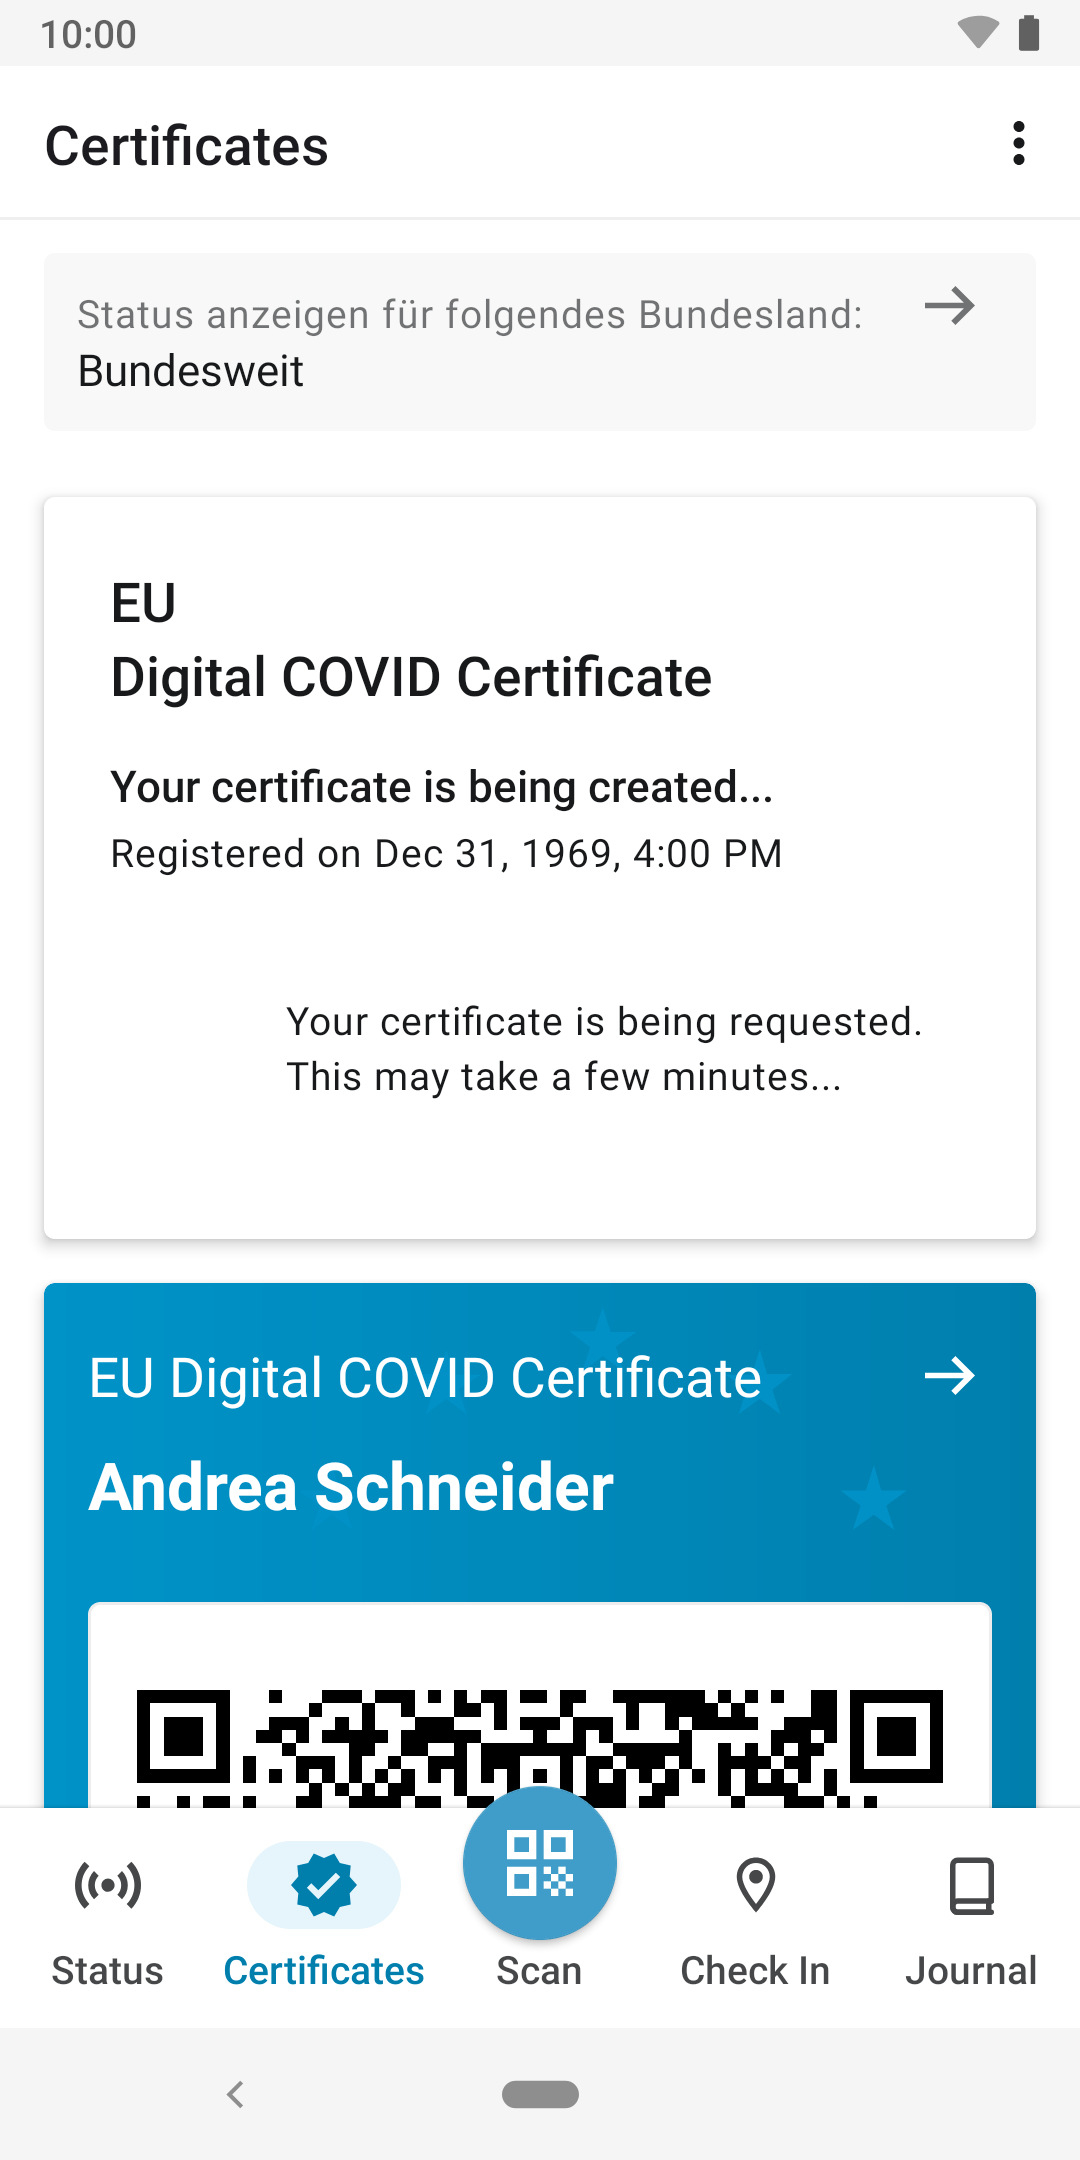 10:00
Certificates
Status anzeigen für folgendes Bundesland:
Bundesweit
EU
Digital COVID Certificate
Your certificate is being created...
Registered on Dec 31, 1969, 4:00 PM
Your certificate is being requested.
This may take a few minutes...
EU Digital COVID Certificate
Andrea Schneider
Status
Certificates
Scan
Check In
Journal